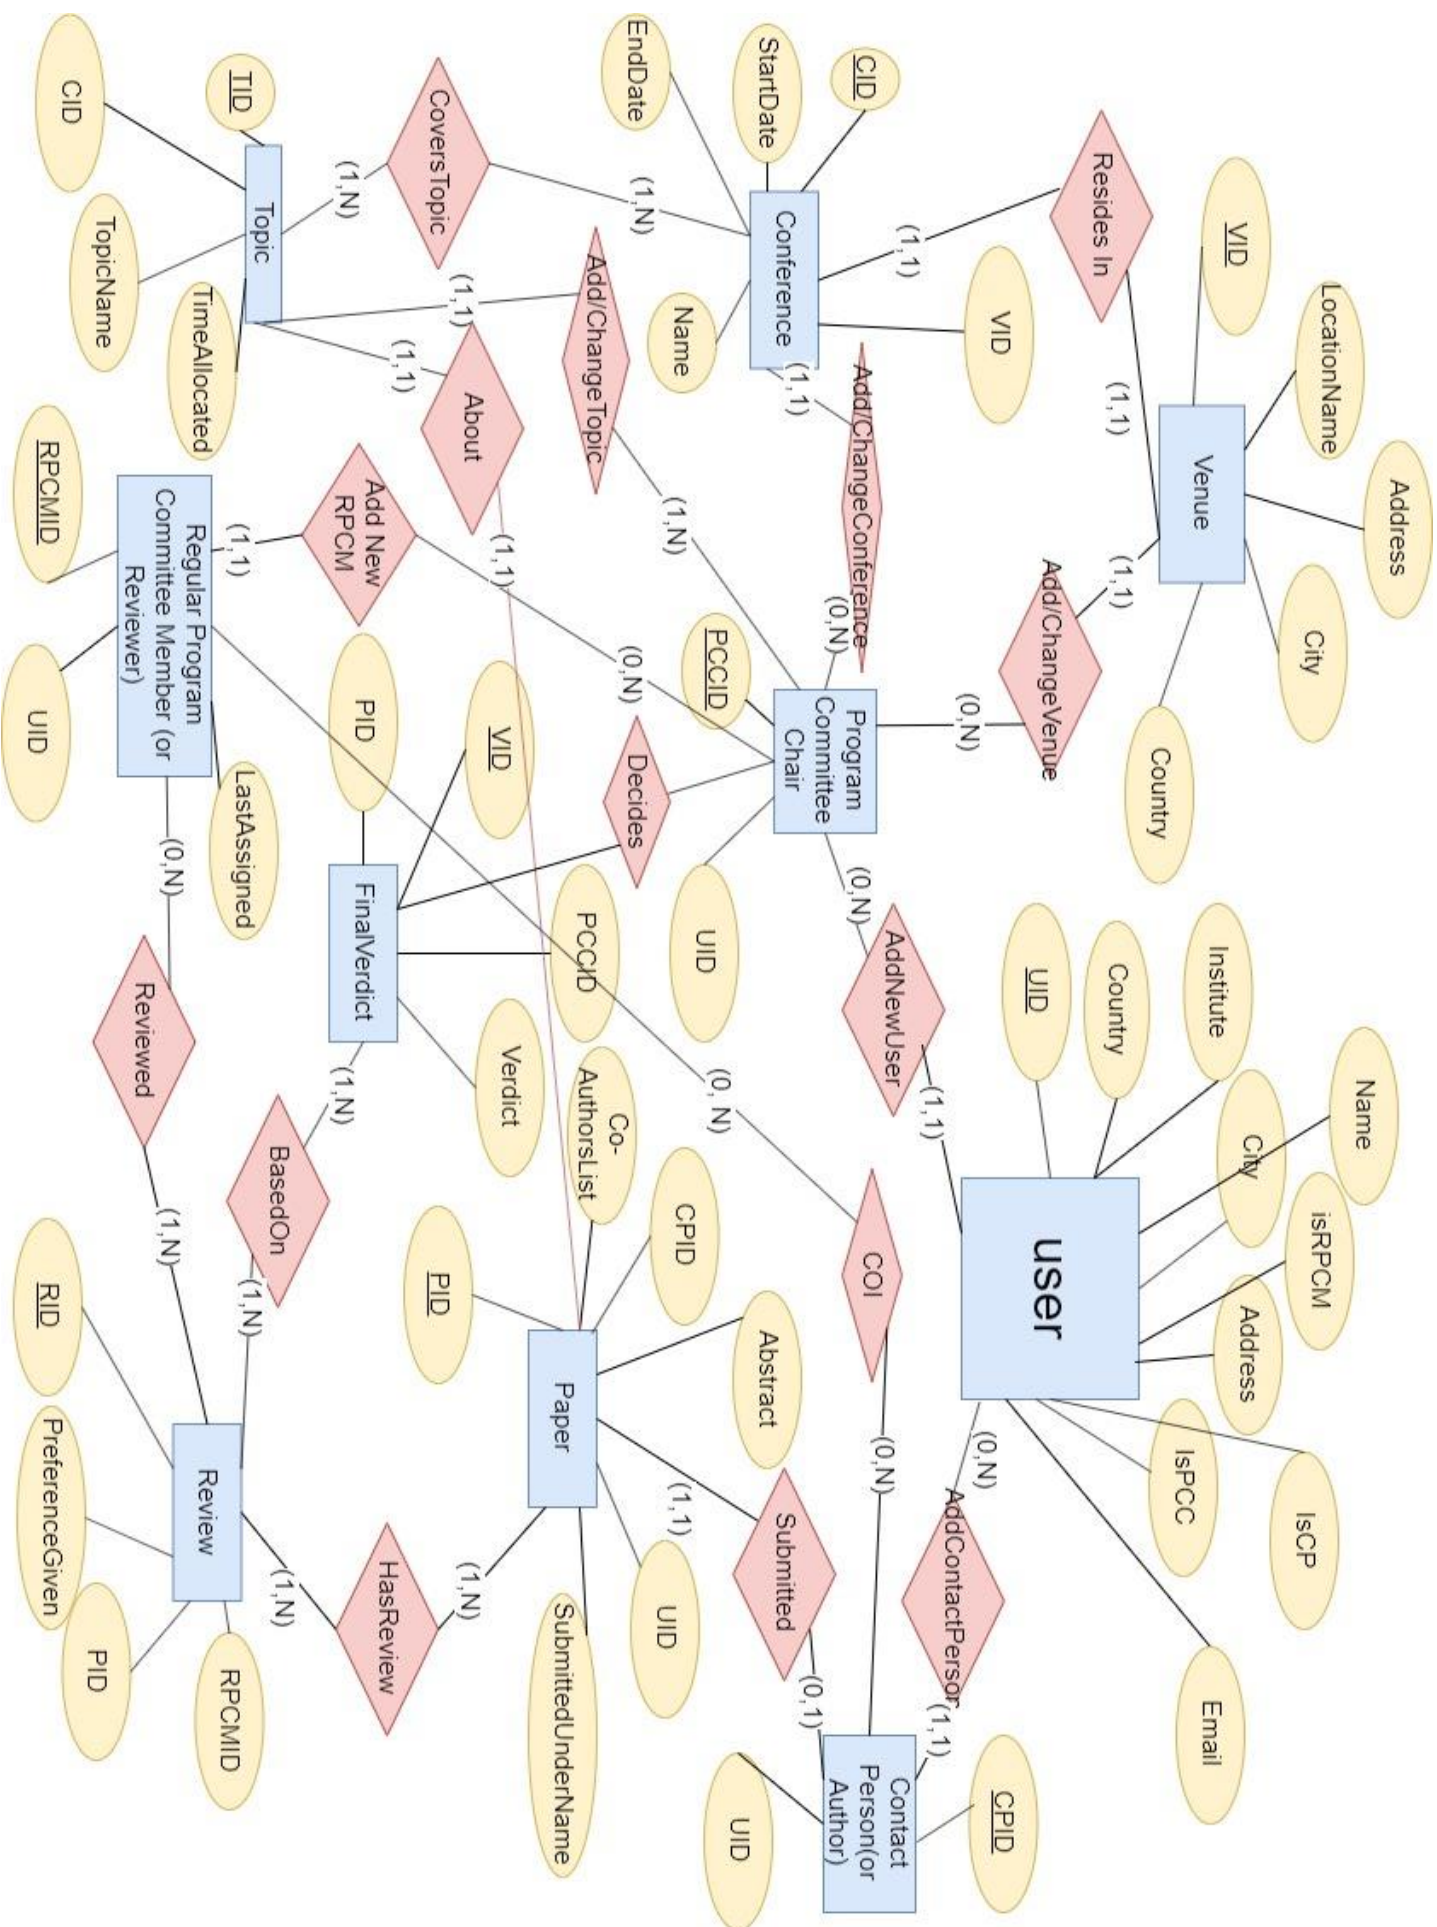 Name
isRPCM
Address
IsCP
Email
Institute
City
IsPCC
Country
UID
user
(0,N)
AddContactPerson
(1,1)
CPID
Contact
Person(or
Author)
UID
(1,1)
AddNewUser
(0,N)
COI
(0,N)
(0, N)
Submitted
(0,1)
(1,1)
Address
City
LocationName
Country
VID
Venue
(1,1)
(1,1)
Resides In
Add/ChangeVenue
(0,N)
VID
(1,1)
CID
StartDate
EndDate
Conference
Name
(1,1)
Add/ChangeConference
(0,N)
Program
Committee
Chair
PCCID
UID
Add/ChangeTopic
(1,N)
(1,1)
(1,N)
CoversTopic
(1,N)
TID
CID
Topic
TopicName
TimeAllocated
About
(1,1)
(1,1)
(0,N)
Add New
RPCM
(1,1)
Decides
RPCMID
Regular Program
Committee Member (or
Reviewer)
UID
LastAssigned
PID
VID
PCCID
FinalVerdict
Verdict
(1,N)
BasedOn
(1,N)
(0,N)
Reviewed
(1,N)
Co-
AuthorsList
CPID
Abstract
PID
Paper
UID
SubmittedUnderName
(1,N)
HasReview
(1,N)
RID
Review
PreferenceGiven
PID
RPCMID